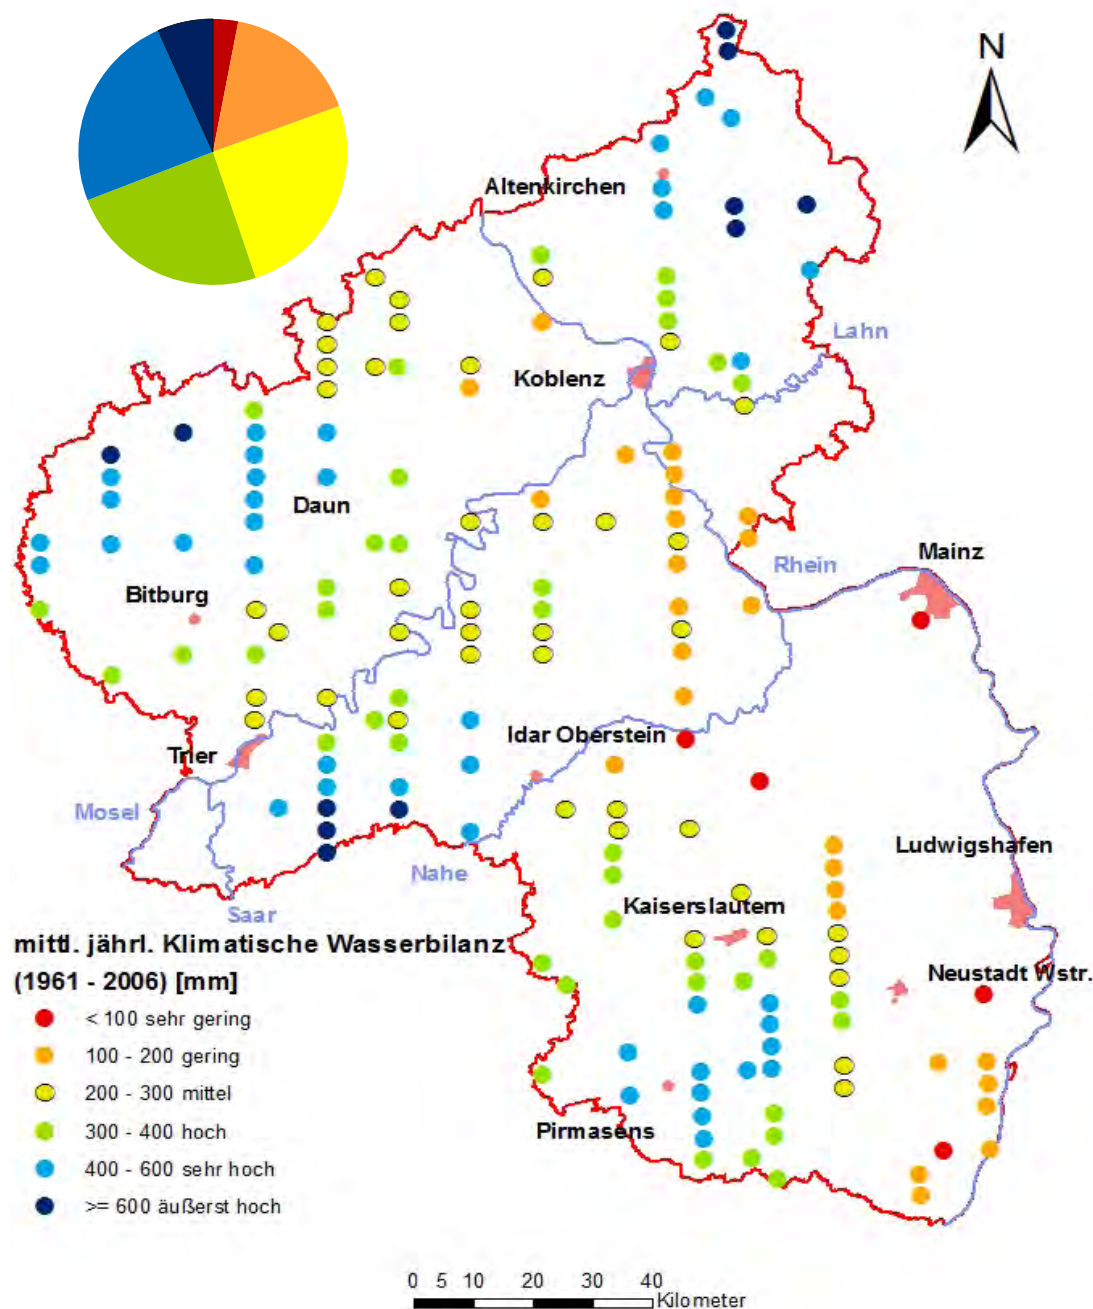 N
Altenkirchen
Lahn
Koblenz
Daun
Mainz
Rhein
Bitburg
Idar Oberstein
Trier
Mosel
Ludwigshafen
Nahe
Kaiserslautern
Saar
mittl. jährl. Klimatische Wasserbilanz
(1961 - 2006) [mm]
Neustadt Wstr.
< 100 sehr gering
100 - 200 gering
200 - 300 mittel
300 - 400 hoch
Pirmasens
400 - 600 sehr hoch
>= 600 äußerst hoch
0 5 10 20 30 40
Kilometer